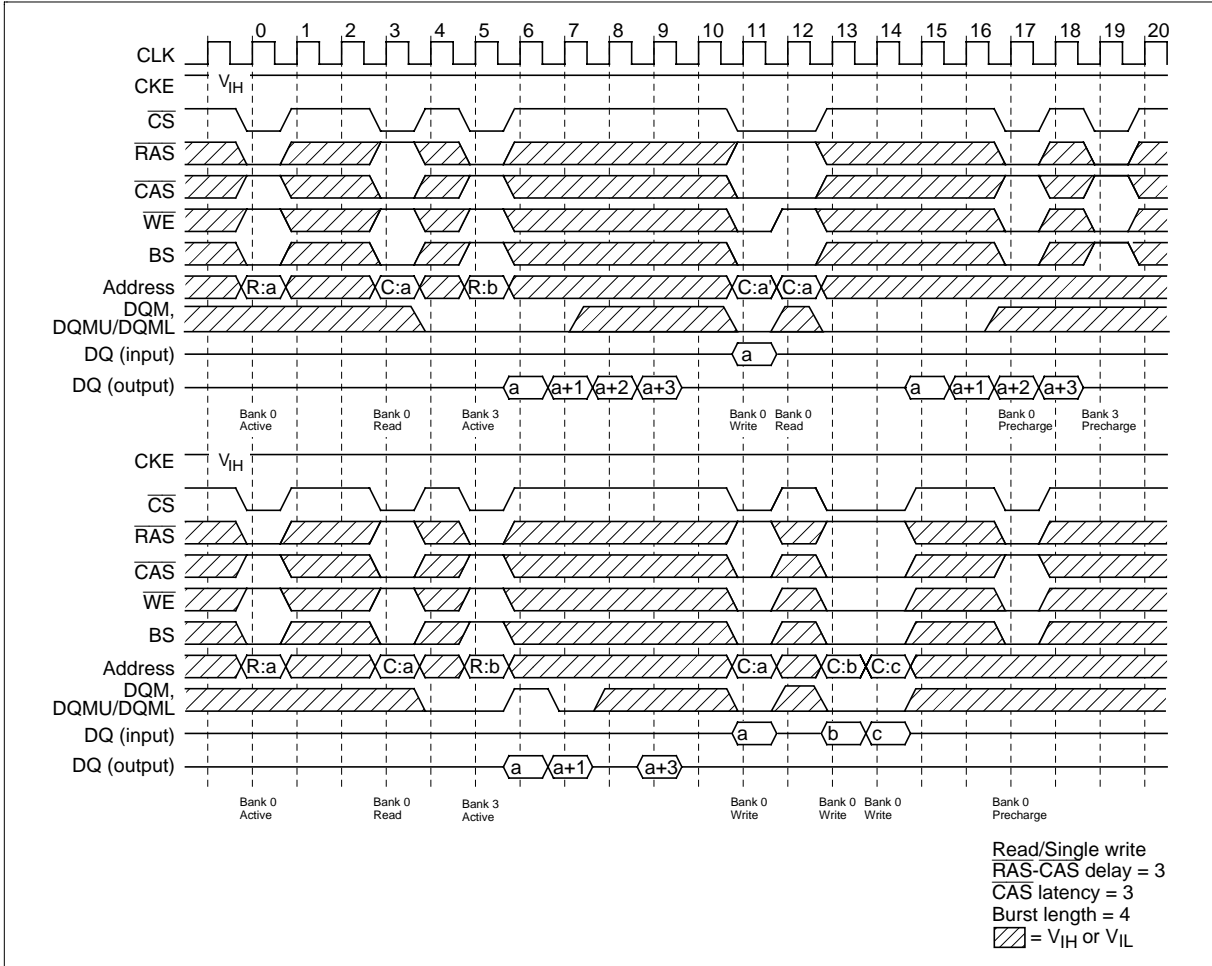 0 1 2 3 4 5 6 7 8 9 10 11 12 13 14 15 16 17 18 19 20
CLK
CKE VIH
CS
RAS
CAS
WE
BS
Address R:a C:a R:b C:a' C:a
DQM,
DQMU/DQML
DQ (input) a
DQ (output) a a+1 a+2 a+3 a a+1 a+2 a+3
Bank 0 Bank 0 Bank 3 Bank 0 Bank 0 Bank 0 Bank 3
Active Read Active Write Read Precharge Precharge
CKE VIH
CS
RAS
CAS
WE
BS
Address R:a C:a R:b C:a C:b C:c
DQM,
DQMU/DQML
DQ (input) a b c
DQ (output) a a+1 a+3
Bank 0 Bank 0 Bank 3 Bank 0 Bank 0 Bank 0 Bank 0
Active Read Active Write Write Write Precharge
Read/Single write
RAS-CAS delay = 3
CAS latency = 3
Burst length = 4
= VIH or VIL